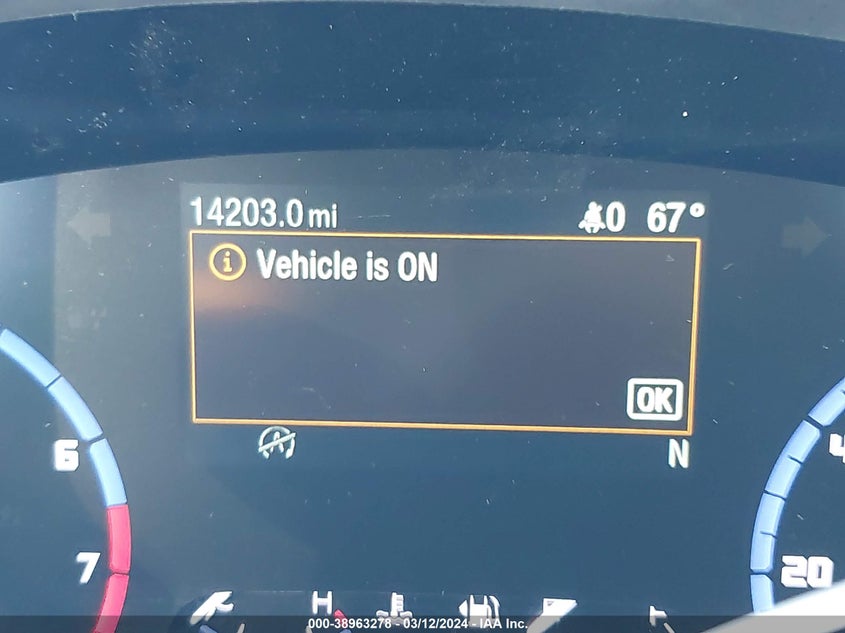 14203.0 mi 0 67°
Vehicle is ON
OK
N
6
7
4
20
H
000-38963278 - 03/12/2024 - IAA Inc.